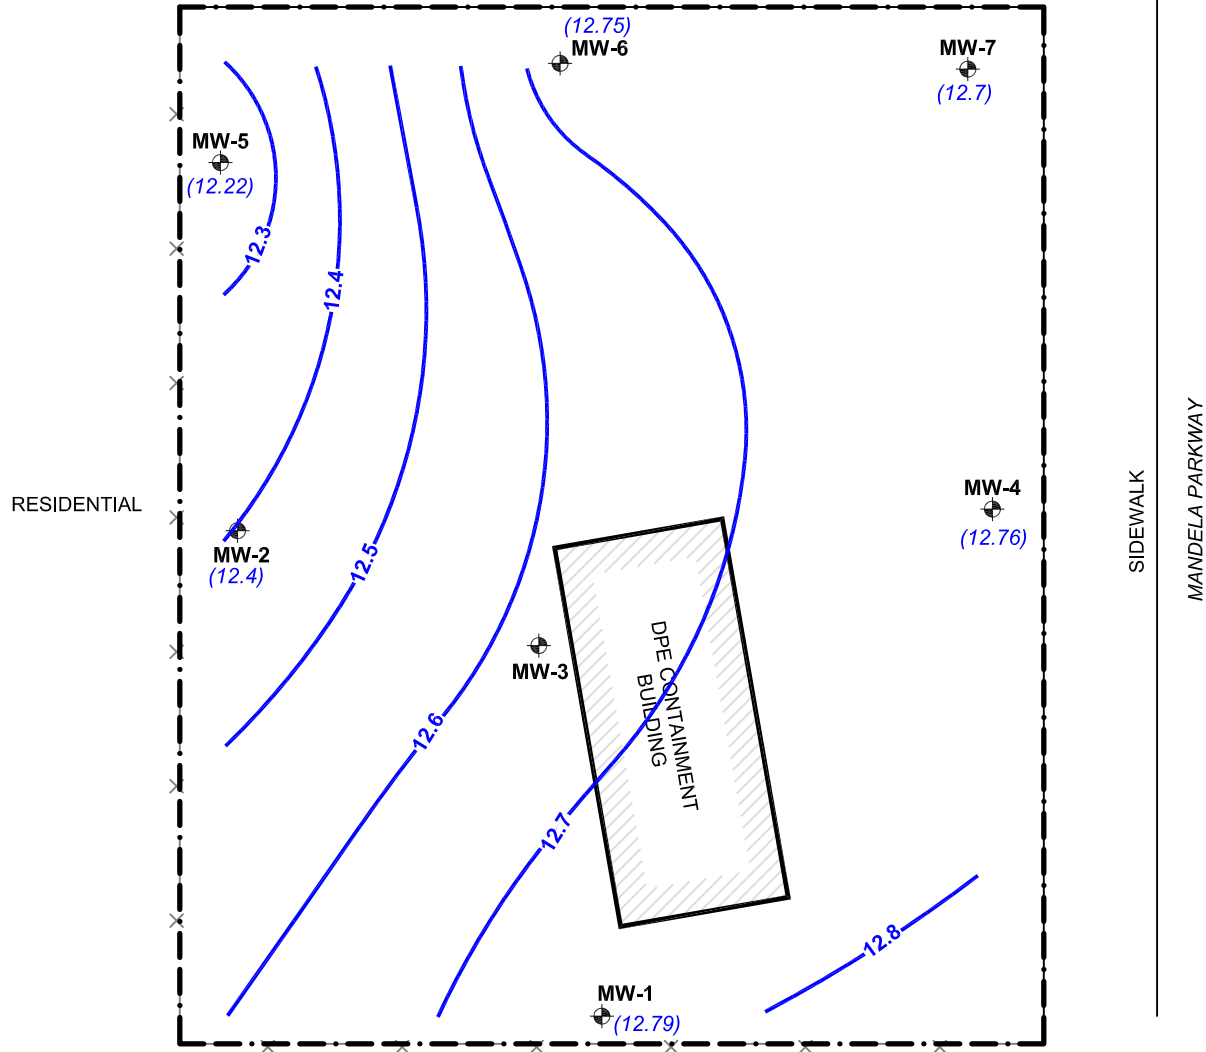 (12.75)
MW-6
MW-7
(12.7)
MW-5
(12.22)
12.3
12.4
RESIDENTIAL
MW-4
(12.76)
SIDEWALK
MANDELA PARKWAY
MW-2
(12.4)
12.5
MW-3
DPE CONTAINMENT
BUILDING
12.6
12.7
12.8
MW-1
(12.79)